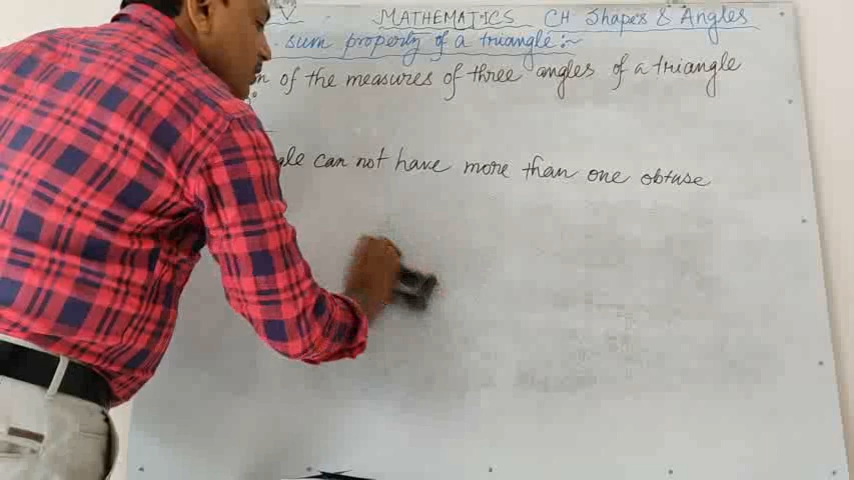 V MATHEMATICS CH Shapes & Angles
sum property of a triangle :~
of the measures of three angles of a triangle
can not have more than one obtuse